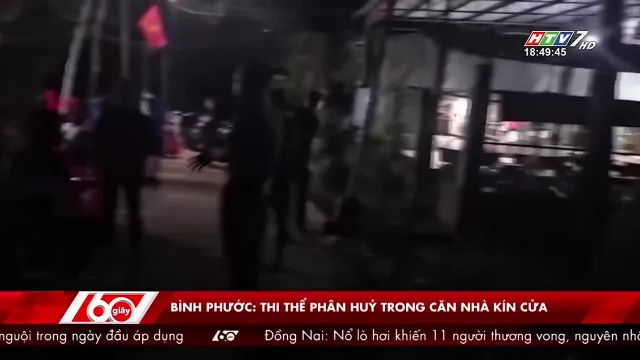 HTV7 HD
18:49:45
60 giây
BÌNH PHƯỚC: THI THỂ PHÂN HUỶ TRONG CĂN NHÀ KÍN CỬA
nguội trong ngày đầu áp dụng 60 Đồng Nai: Nổ lò hơi khiến 11 người thương vong, nguyên nhâ